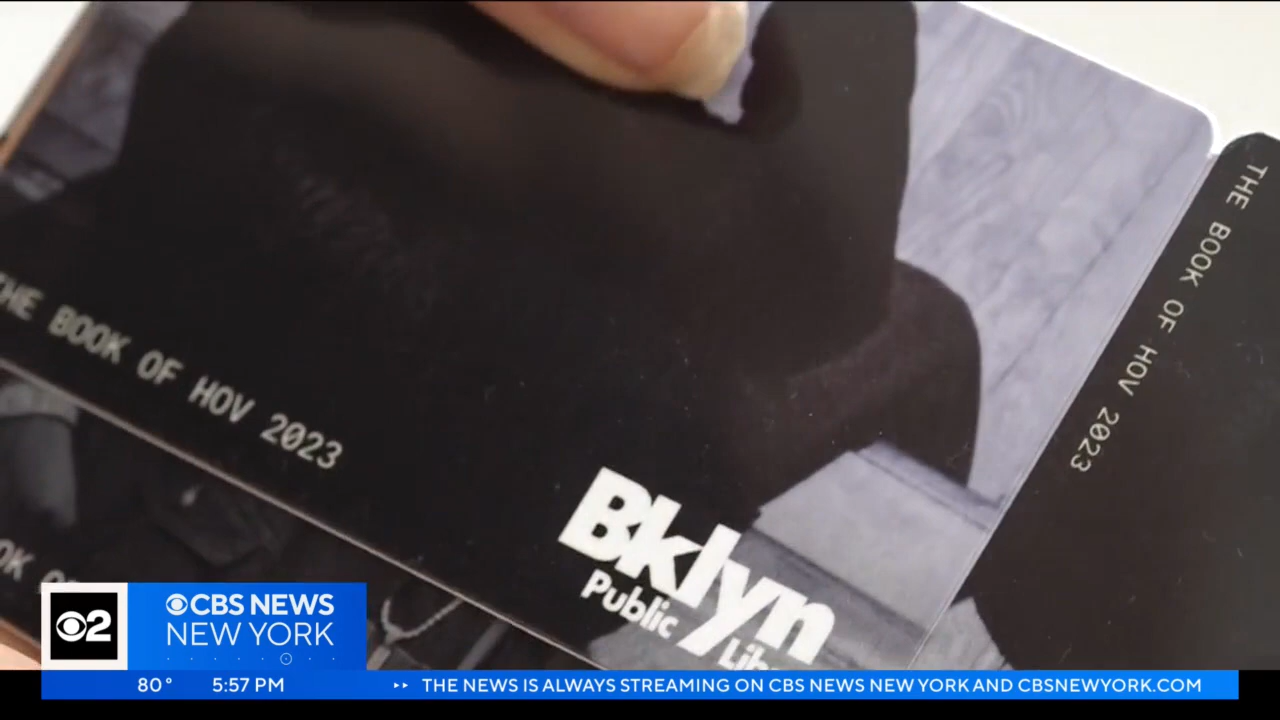 THE BOOK OF HOV 2023
THE BOOK OF HOV 2023
Bklyn
Public
2
CBS NEWS
NEW YORK
80° 5:57 PM THE NEWS IS ALWAYS STREAMING ON CBS NEWS NEW YORK AND CBSNEWYORK.COM